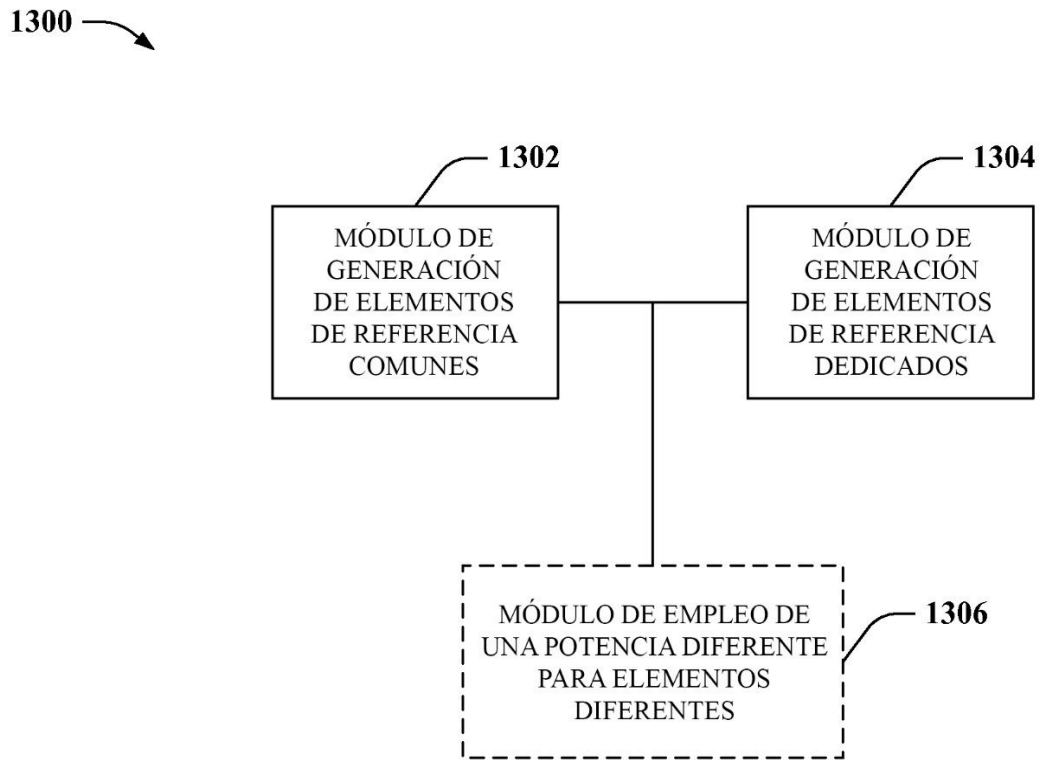 1300
1302
1304
MÓDULO DE
GENERACIÓN
DE ELEMENTOS
DE REFERENCIA
COMUNES
MÓDULO DE
GENERACIÓN
DE ELEMENTOS
DE REFERENCIA
DEDICADOS
1306
MÓDULO DE EMPLEO DE
UNA POTENCIA DIFERENTE
PARA ELEMENTOS
DIFERENTES